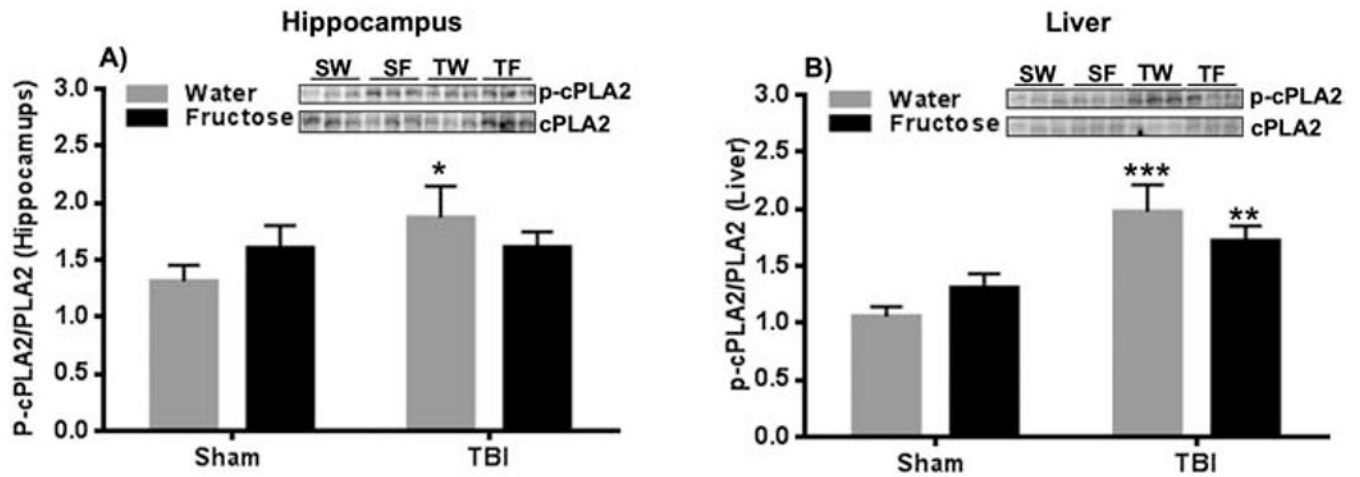 Hippocampus
A)
SW SF TW TF
Water
Fructose
p-cPLA2
cPLA2
P-cPLA2/PLA2 (Hippocamups)
3.0
2.5
2.0
1.5
1.0
0.5
0.0
*
Sham
TBI
Liver
B)
SW SF TW TF
Water
Fructose
p-cPLA2
cPLA2
p-cPLA2/PLA2 (Liver)
3.0
2.5
2.0
1.5
1.0
0.5
0.0
***
**
Sham
TBI